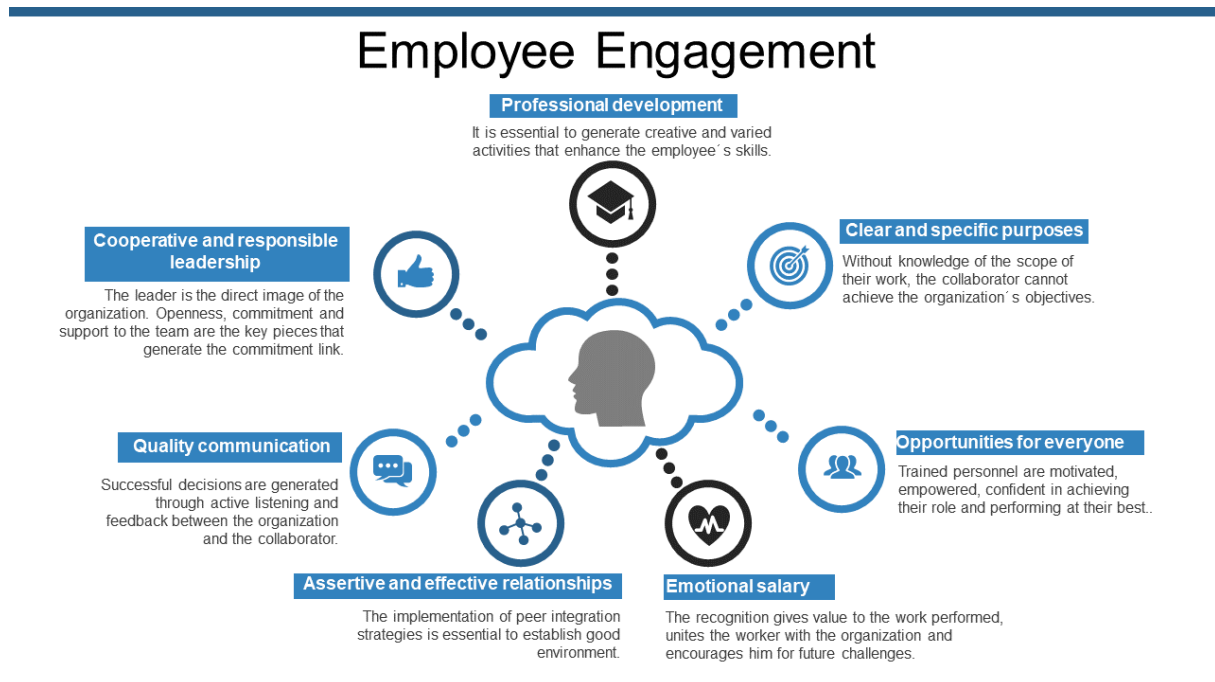 Employee Engagement
Professional development
It is essential to generate creative and varied
activities that enhance the employee´s skills.
Cooperative and responsible
leadership
The leader is the direct image of the
organization. Openness, commitment and
support to the team are the key pieces that
generate the commitment link.
Clear and specific purposes
Without knowledge of the scope of
their work, the collaborator cannot
achieve the organization´s objectives.
Quality communication
Successful decisions are generated
through active listening and
feedback between the organization
and the collaborator.
Opportunities for everyone
Trained personnel are motivated,
empowered, confident in achieving
their role and performing at their best..
Assertive and effective relationships
The implementation of peer integration
strategies is essential to establish good
environment.
Emotional salary
The recognition gives value to the work performed,
unites the worker with the organization and
encourages him for future challenges.